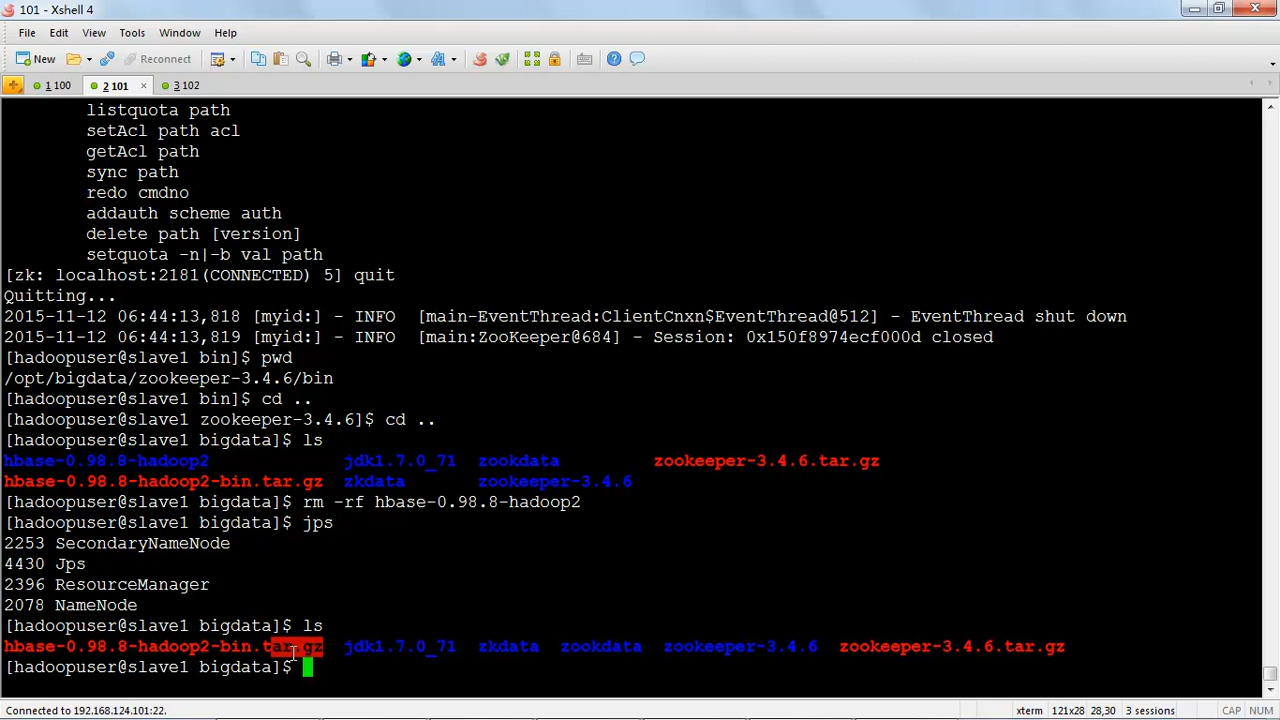 101 - Xshell 4
File Edit View Tools Window Help
New Reconnect
1 100 2 101 × 3 102
listquota path
setAcl path acl
getAcl path
sync path
redo cmdno
addauth scheme auth
delete path [version]
setquota -n|-b val path
[zk: localhost:2181(CONNECTED) 5] quit
Quitting...
2015-11-12 06:44:13,818 [myid:] - INFO  [main-EventThread:ClientCnxn$EventThread@512] - EventThread shut down
2015-11-12 06:44:13,819 [myid:] - INFO  [main:ZooKeeper@684] - Session: 0x150f8974ecf000d closed
[hadoopuser@slave1 bin]$ pwd
/opt/bigdata/zookeeper-3.4.6/bin
[hadoopuser@slave1 bin]$ cd ..
[hadoopuser@slave1 zookeeper-3.4.6]$ cd ..
[hadoopuser@slave1 bigdata]$ ls
hbase-0.98.8-hadoop2 jdk1.7.0_71 zookdata zookeeper-3.4.6.tar.gz
hbase-0.98.8-hadoop2-bin.tar.gz zkdata zookeeper-3.4.6
[hadoopuser@slave1 bigdata]$ rm -rf hbase-0.98.8-hadoop2
[hadoopuser@slave1 bigdata]$ jps
2253 SecondaryNameNode
4430 Jps
2396 ResourceManager
2078 NameNode
[hadoopuser@slave1 bigdata]$ ls
hbase-0.98.8-hadoop2-bin.tar.gz jdk1.7.0_71 zkdata zookdata zookeeper-3.4.6 zookeeper-3.4.6.tar.gz
[hadoopuser@slave1 bigdata]$
Connected to 192.168.124.101:22. xterm 121x28 28,30 3 sessions CAP NUM